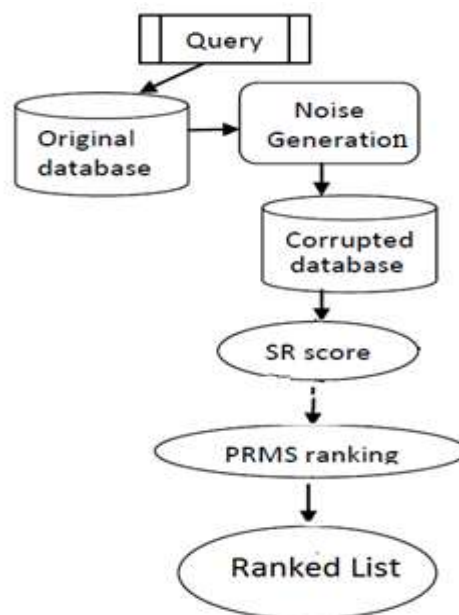 Query
Original
database
Noise
Generation
Corrupted
database
SR score
PRMS ranking
Ranked List